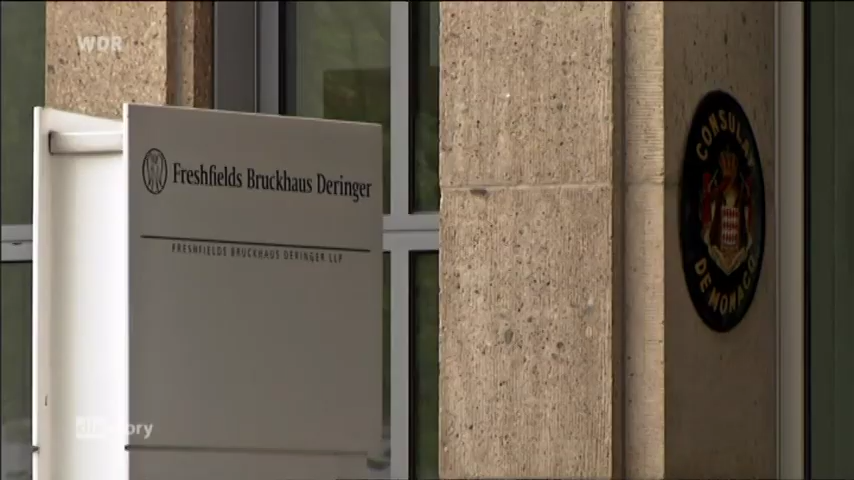 WDR
Freshfields Bruckhaus Deringer
FRESHFIELDS BRUCKHAUS DERINGER LLP
CONSULAT
DE MONACO